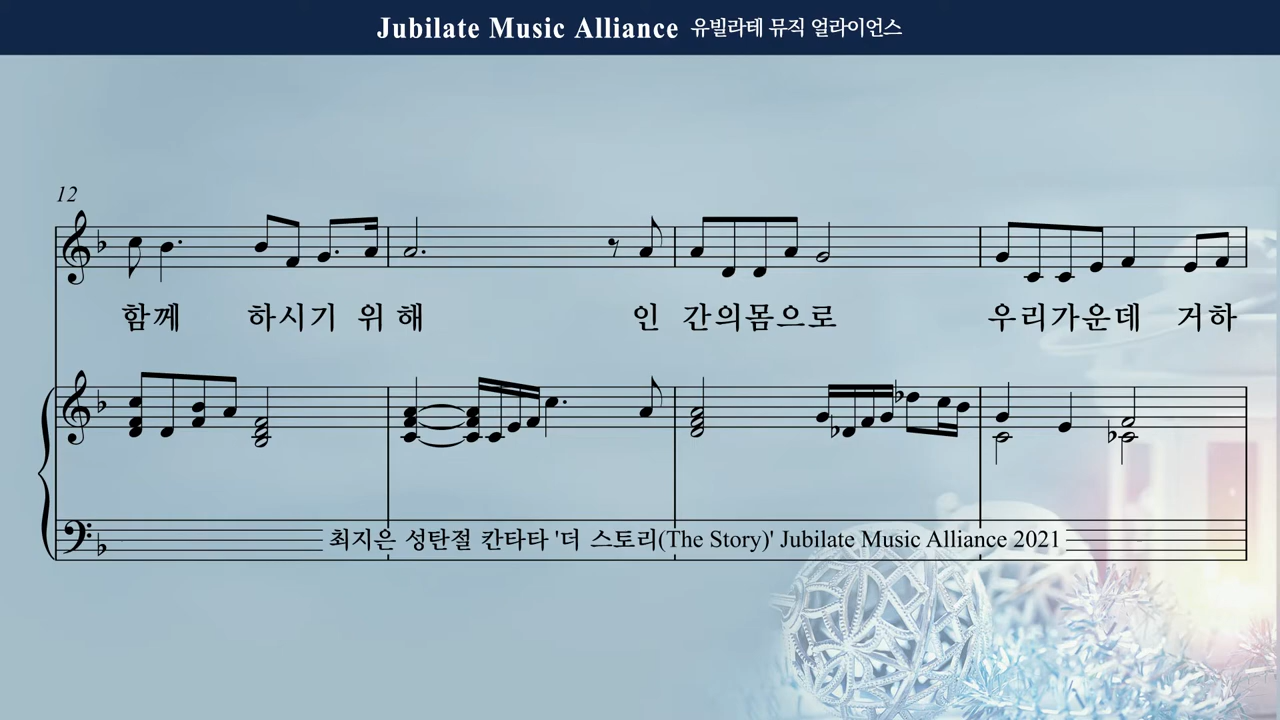 Jubilate Music Alliance 유빌라테 뮤직 얼라이언스
12
함께 하시기 위 해 인 간의몸으로 우리가운데 거하
최지은 성탄절 칸타타 '더 스토리(The Story)' Jubilate Music Alliance 2021